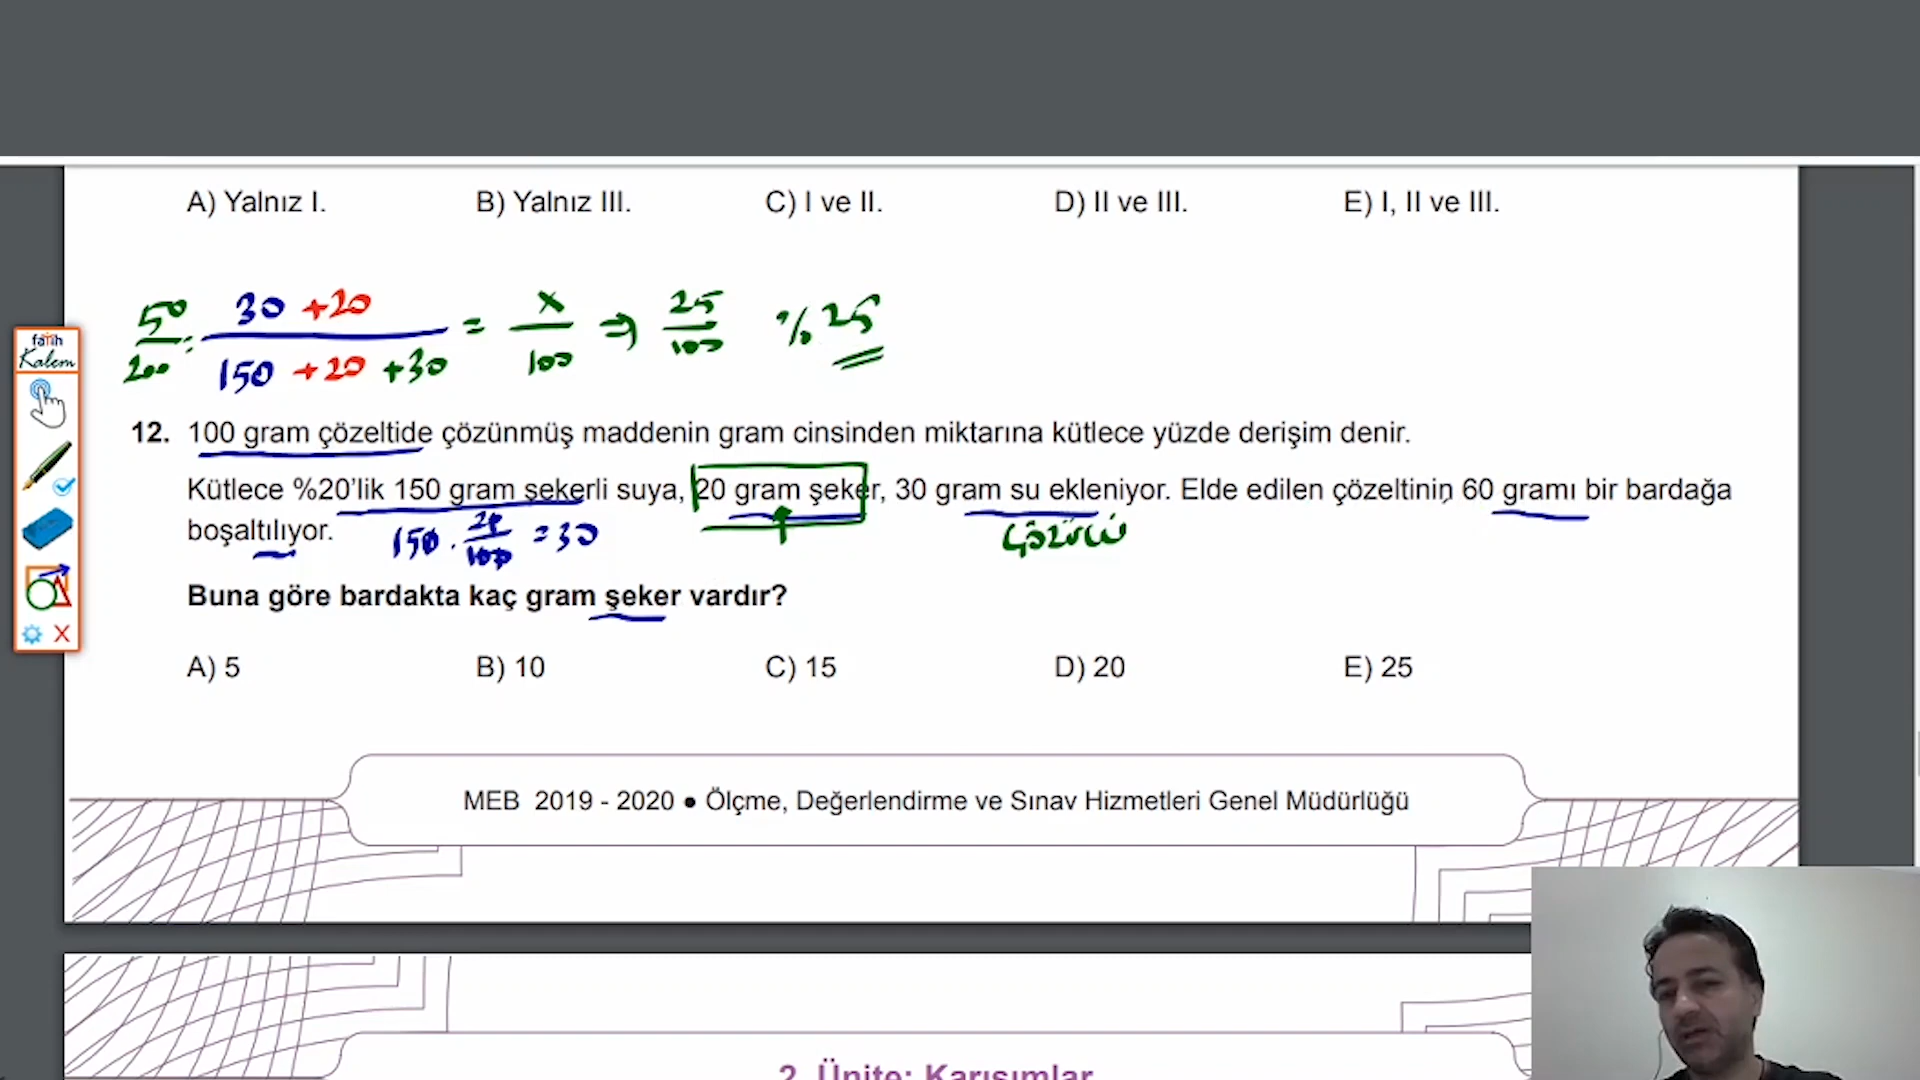 A) Yalnız I. B) Yalnız III. C) I ve II. D) II ve III. E) I, II ve III.
50/200 = 30 +20 / 150 +20 +30 = x/100 ⇒ 25/100 % 25
fatih
Kalem
12. 100 gram çözeltide çözünmüş maddenin gram cinsinden miktarına kütlece yüzde derişim denir.
Kütlece %20'lik 150 gram şekerli suya, 20 gram şeker, 30 gram su ekleniyor. Elde edilen çözeltinin 60 gramı bir bardağa
boşaltılıyor.
150 . 20/100 = 30
çözücü
Buna göre bardakta kaç gram şeker vardır?
A) 5 B) 10 C) 15 D) 20 E) 25
MEB 2019 - 2020 ● Ölçme, Değerlendirme ve Sınav Hizmetleri Genel Müdürlüğü
2. Ünite: Karışımlar